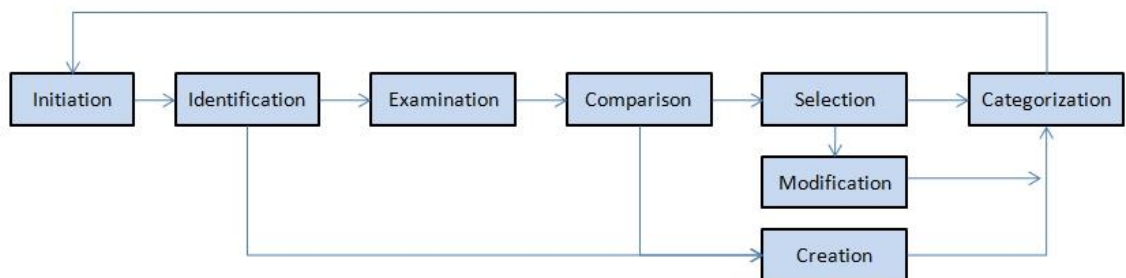 Initiation
Identification
Examination
Comparison
Selection
Categorization
Modification
Creation